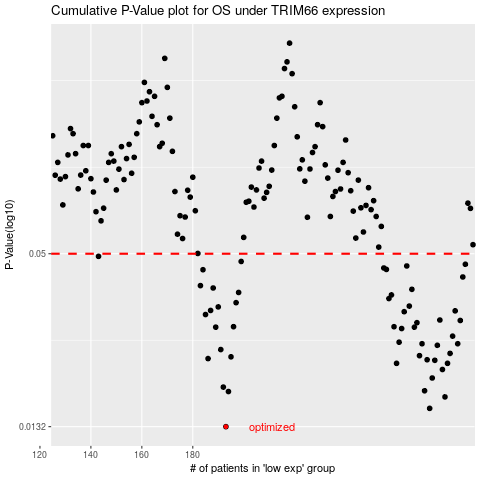 Cumulative P-Value plot for OS under TRIM66 expression
P-Value(log10)
0.05
optimized
0.0132
120 140 160 180
# of patients in 'low exp' group